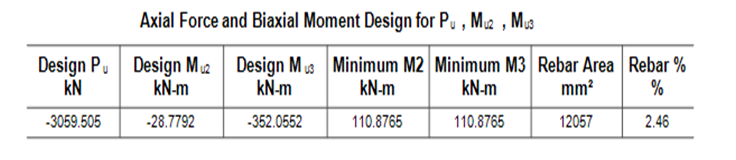 Axial Force and Biaxial Moment Design for Pu , Mu2 , Mu3
Design Pu kN Design Mu2 kN-m Design Mu3 kN-m Minimum M2 kN-m Minimum M3 kN-m Rebar Area mm² Rebar % %
-3059.505 -28.7792 -352.0552 110.8765 110.8765 12057 2.46